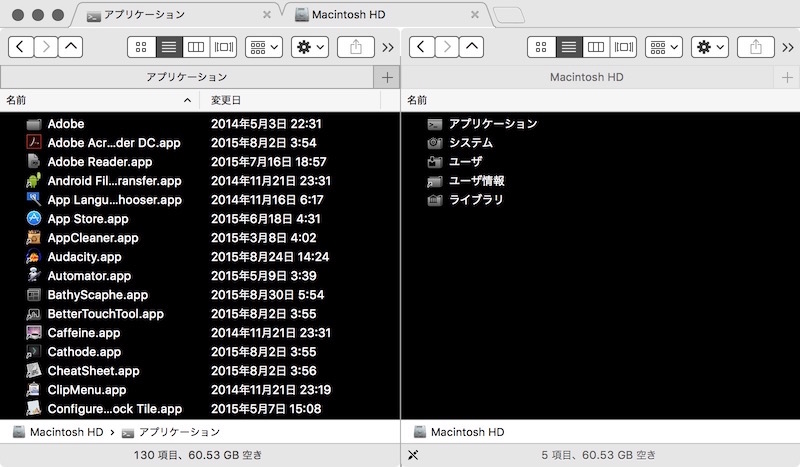 アプリケーション
Macintosh HD
アプリケーション
Macintosh HD
名前 変更日
名前
Adobe 2014年5月3日 22:31
Adobe Acr...der DC.app 2015年8月2日 3:54
Adobe Reader.app 2015年7月16日 18:57
Android Fil...ransfer.app 2014年11月21日 23:31
App Langu...hooser.app 2014年11月16日 6:17
App Store.app 2015年6月18日 4:31
AppCleaner.app 2015年3月8日 4:02
Audacity.app 2015年8月24日 14:24
Automator.app 2015年5月9日 3:39
BathyScaphe.app 2015年8月30日 5:54
BetterTouchTool.app 2015年8月2日 3:55
Caffeine.app 2014年11月21日 23:31
Cathode.app 2015年8月2日 3:55
CheatSheet.app 2015年8月2日 3:56
ClipMenu.app 2014年11月21日 23:19
Configure...ock Tile.app 2015年5月7日 15:08
アプリケーション
システム
ユーザ
ユーザ情報
ライブラリ
Macintosh HD › アプリケーション
Macintosh HD
130 項目、60.53 GB 空き
5 項目、60.53 GB 空き